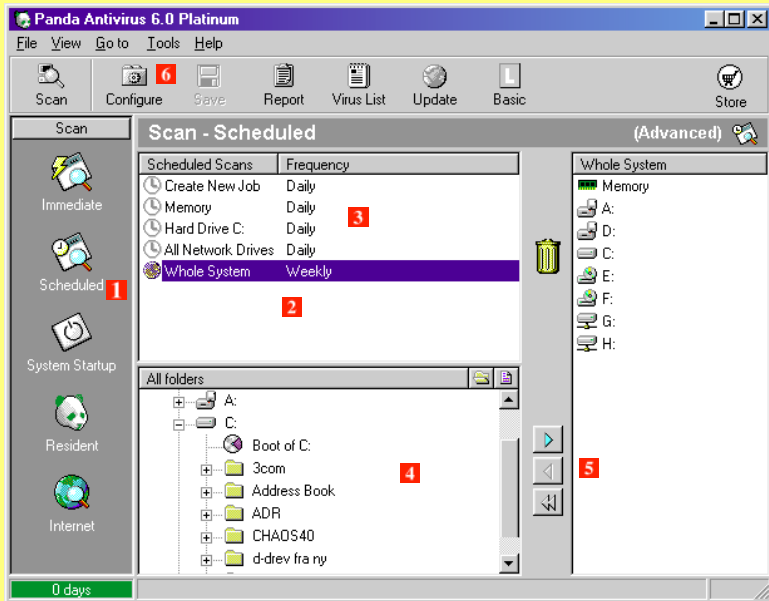 Panda Antivirus 6.0 Platinum
File View Go to Tools Help
6
Scan Configure Save Report Virus List Update Basic Store
Scan
Immediate
Scheduled
1
System Startup
Resident
Internet
Scan - Scheduled (Advanced)
Scheduled Scans Frequency
Create New Job Daily
Memory Daily
3
Hard Drive C: Daily
All Network Drives Daily
Whole System Weekly
2
All folders
A:
C:
Boot of C:
3com
4
Address Book
ADR
CHAOS40
d-drev fra ny
5
Whole System
Memory
A:
D:
C:
E:
F:
G:
H:
L
0 days